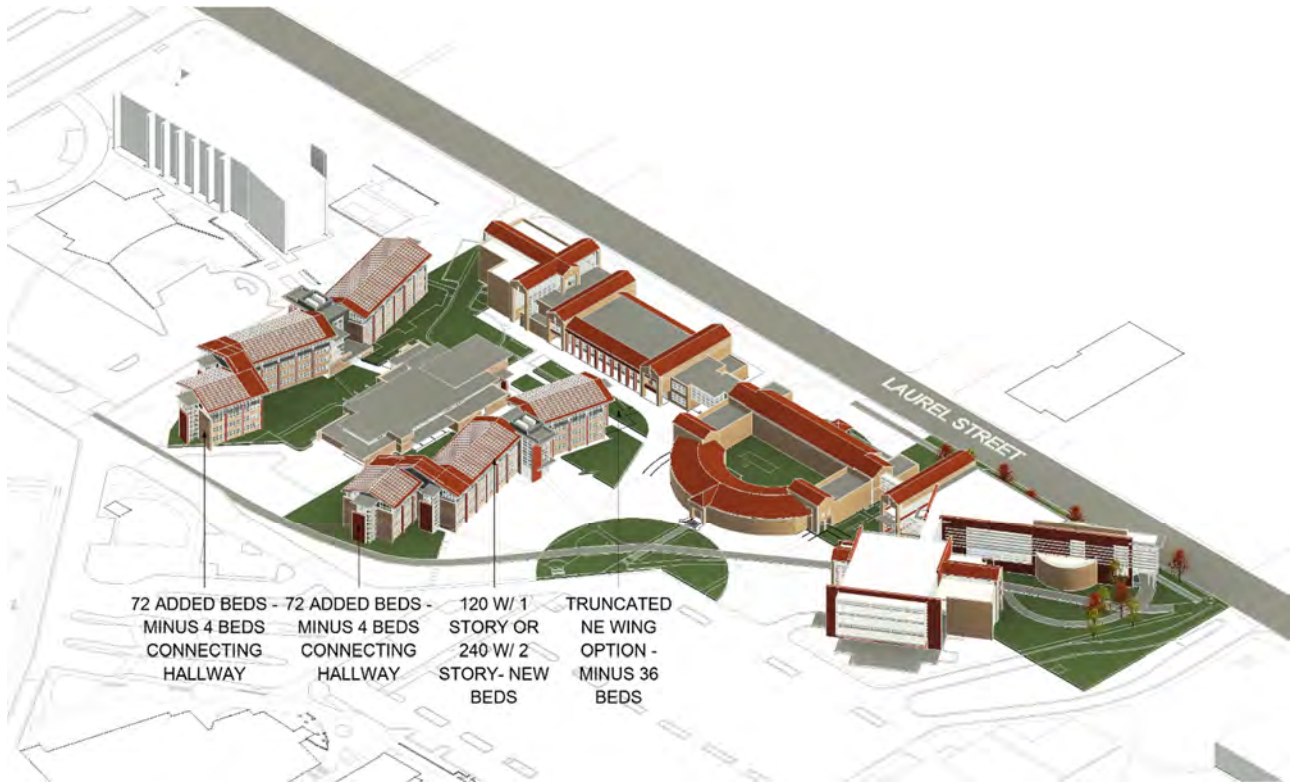 LAUREL STREET
72 ADDED BEDS -
MINUS 4 BEDS
CONNECTING
HALLWAY
72 ADDED BEDS -
MINUS 4 BEDS
CONNECTING
HALLWAY
120 W/ 1
STORY OR
240 W/ 2
STORY- NEW
BEDS
TRUNCATED
NE WING
OPTION -
MINUS 36
BEDS